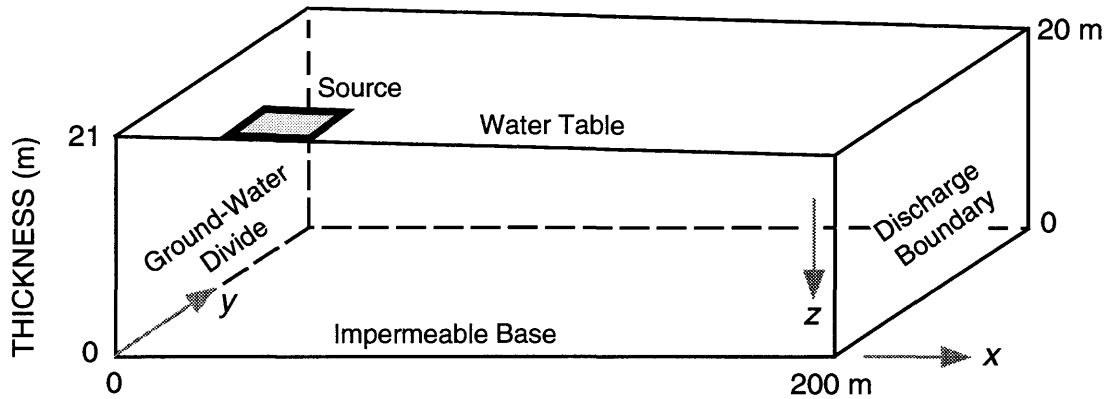 20 m
Source
21
Water Table
THICKNESS (m)
Ground-Water
Divide
Discharge
Boundary
0
y
z
Impermeable Base
0
x
0
200 m